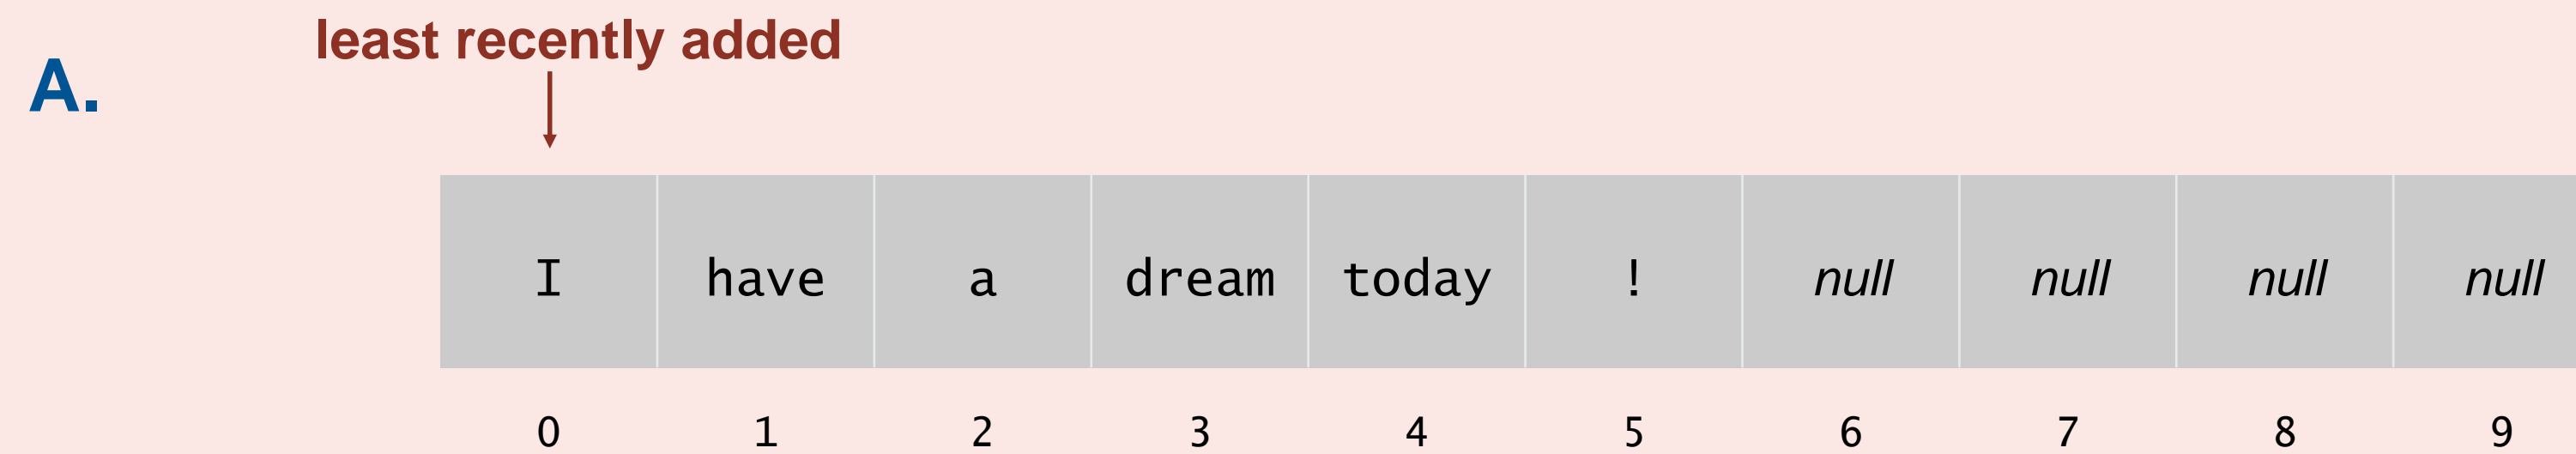 least recently added
A.
I have a dream today ! null null null null
0 1 2 3 4 5 6 7 8 9